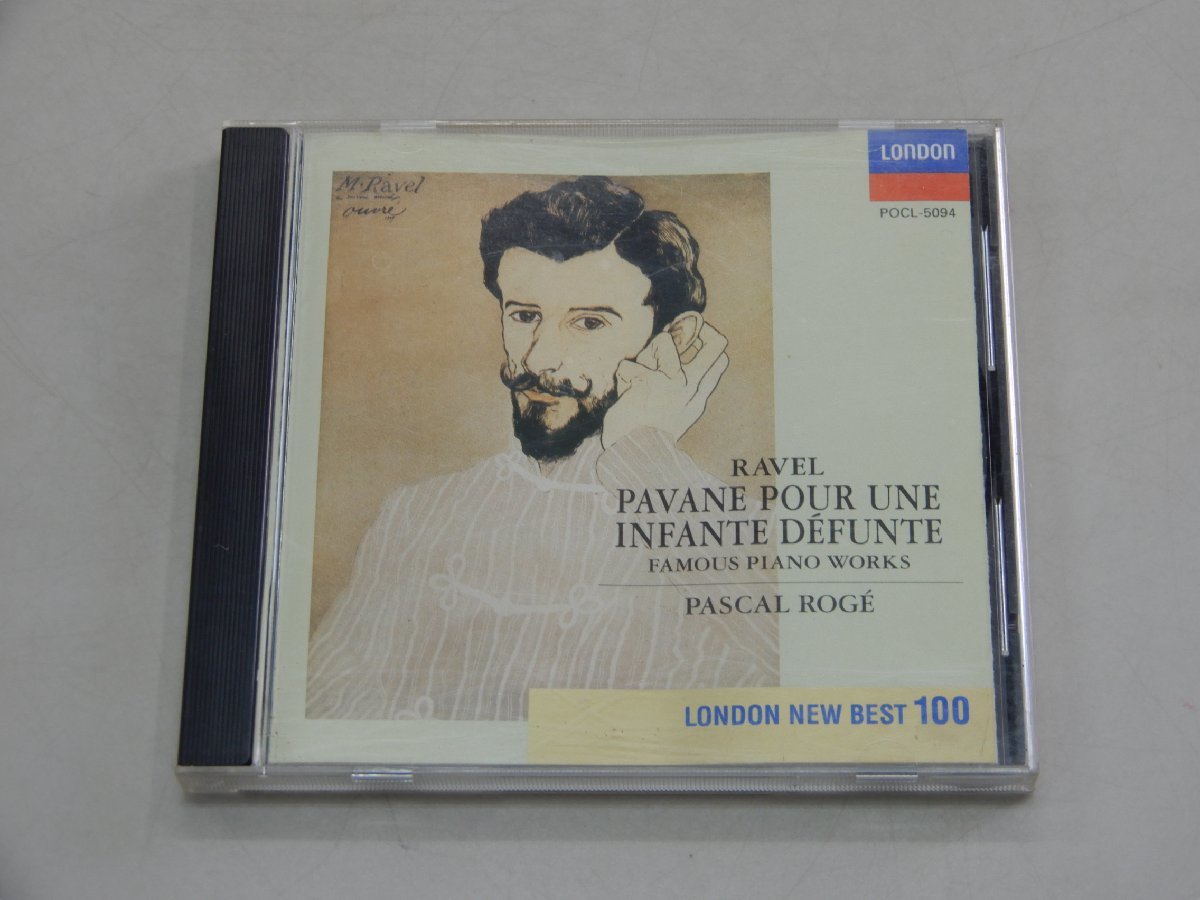 M. Ravel
ouvré
LONDON
POCL-5094
RAVEL
PAVANE POUR UNE
INFANTE DÉFUNTE
FAMOUS PIANO WORKS
PASCAL ROGÉ
LONDON NEW BEST 100